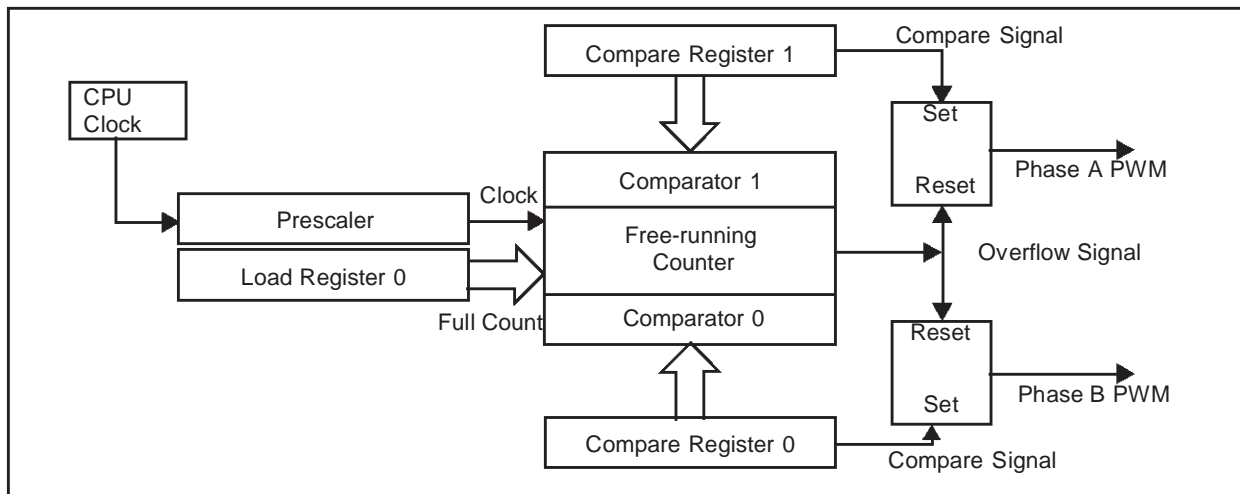 Compare Register 1
Compare Signal
CPU
Clock
Set
Reset
Phase A PWM
Comparator 1
Clock
Prescaler
Free-running
Counter
Overflow Signal
Load Register 0
Full Count
Comparator 0
Reset
Set
Phase B PWM
Compare Register 0
Compare Signal